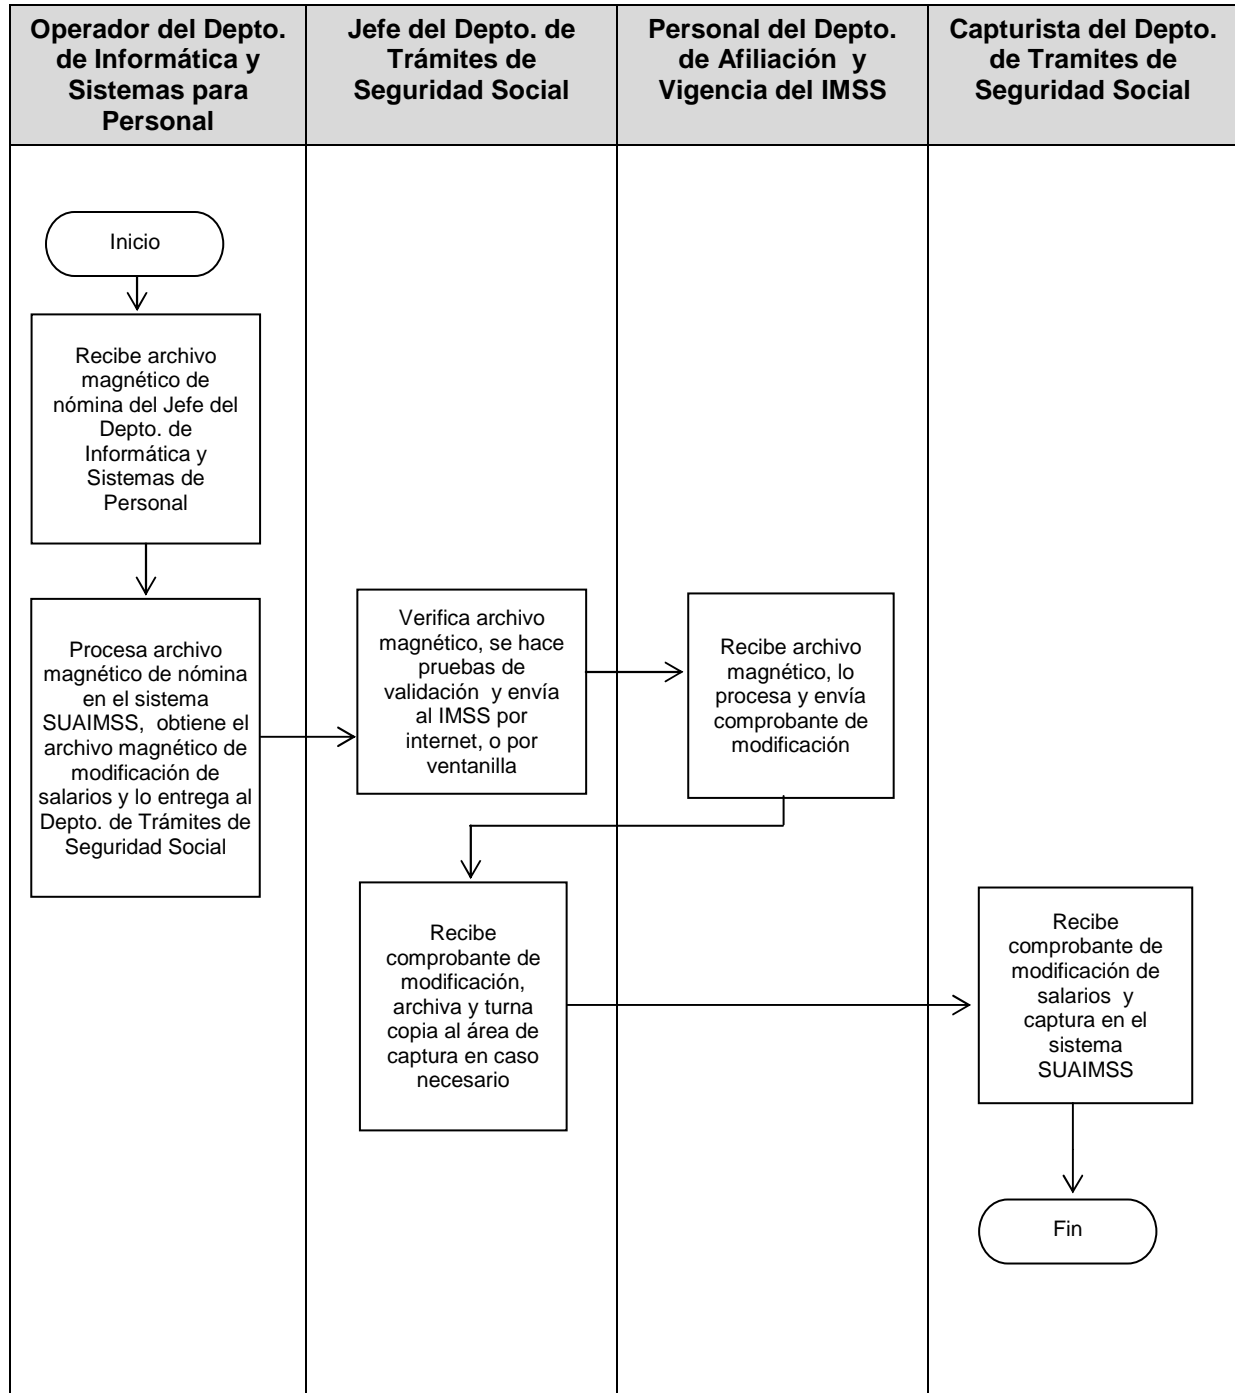 Operador del Depto.
de Informática y
Sistemas para
Personal
Jefe del Depto. de
Trámites de
Seguridad Social
Personal del Depto.
de Afiliación y
Vigencia del IMSS
Capturista del Depto.
de Tramites de
Seguridad Social
Inicio
Recibe archivo
magnético de
nómina del Jefe del
Depto. de
Informática y
Sistemas de
Personal
Procesa archivo
magnético de nómina
en el sistema
SUAIMSS, obtiene el
archivo magnético de
modificación de
salarios y lo entrega al
Depto. de Trámites de
Seguridad Social
Verifica archivo
magnético, se hace
pruebas de
validación y envía
al IMSS por
internet, o por
ventanilla
Recibe archivo
magnético, lo
procesa y envía
comprobante de
modificación
Recibe
comprobante de
modificación,
archiva y turna
copia al área de
captura en caso
necesario
Recibe
comprobante de
modificación de
salarios y
captura en el
sistema
SUAIMSS
Fin